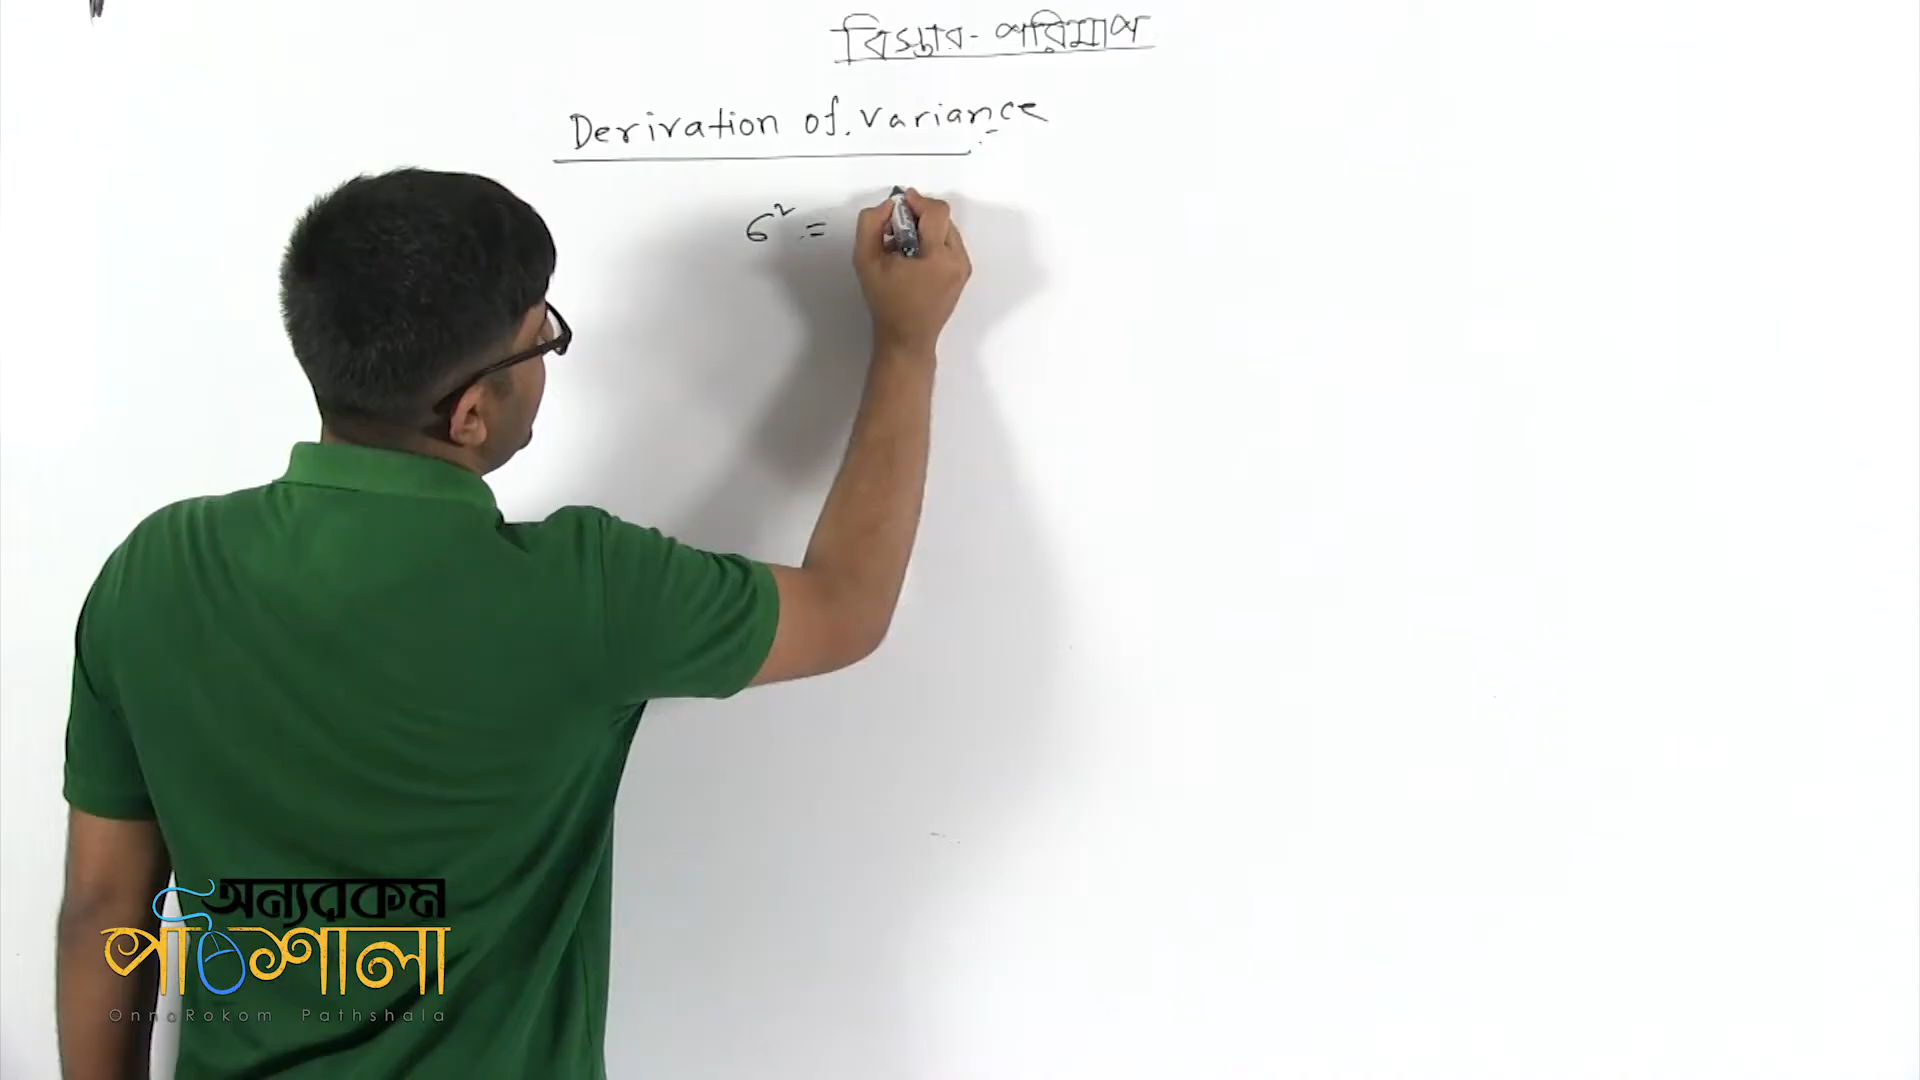 বিস্তার-পরিমাপ
Derivation of variance
σ² =
অন্যরকম
পাঠশালা
OnnoRokom Pathshala